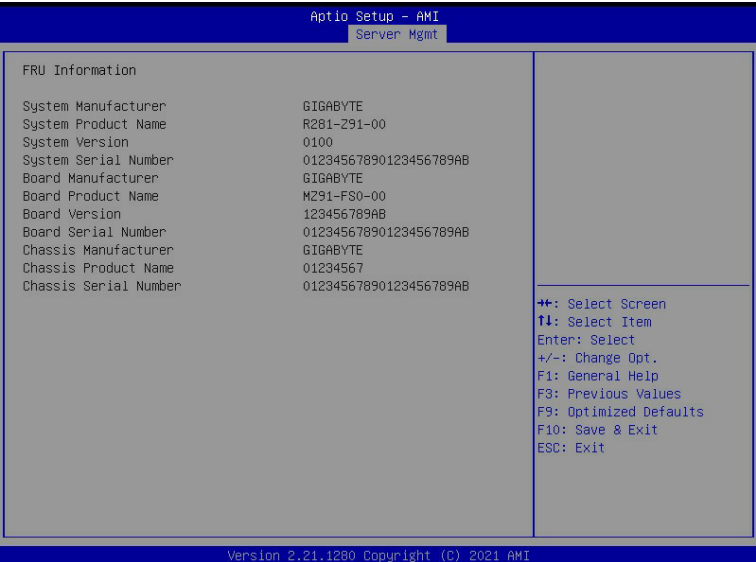 Aptio Setup – AMI
Server Mgmt
FRU Information
System Manufacturer GIGABYTE
System Product Name R281-Z91-00
System Version 0100
System Serial Number 01234567890123456789AB
Board Manufacturer GIGABYTE
Board Product Name MZ91-FS0-00
Board Version 123456789AB
Board Serial Number 01234567890123456789AB
Chassis Manufacturer GIGABYTE
Chassis Product Name 01234567
Chassis Serial Number 01234567890123456789AB
→←: Select Screen
↑↓: Select Item
Enter: Select
+/-: Change Opt.
F1: General Help
F3: Previous Values
F9: Optimized Defaults
F10: Save & Exit
ESC: Exit
Version 2.21.1280 Copyright (C) 2021 AMI